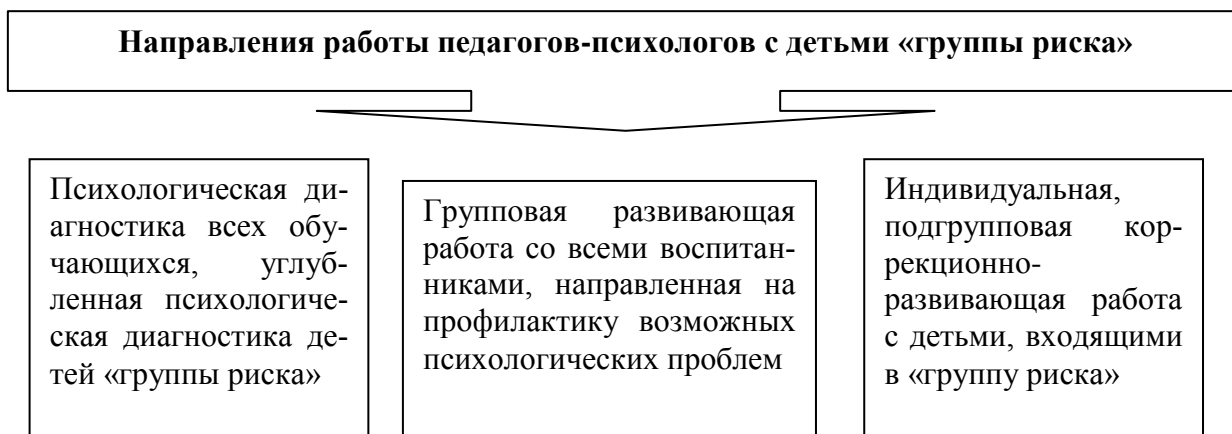 Направления работы педагогов-психологов с детьми «группы риска»
Психологическая ди-
агностика всех обу-
чающихся, углуб-
ленная психологиче-
ская диагностика де-
тей «группы риска»
Групповая развивающая
работа со всеми воспитан-
никами, направленная на
профилактику возможных
психологических проблем
Индивидуальная,
подгрупповая кор-
рекционно-
развивающая работа
с детьми, входящими
в «группу риска»